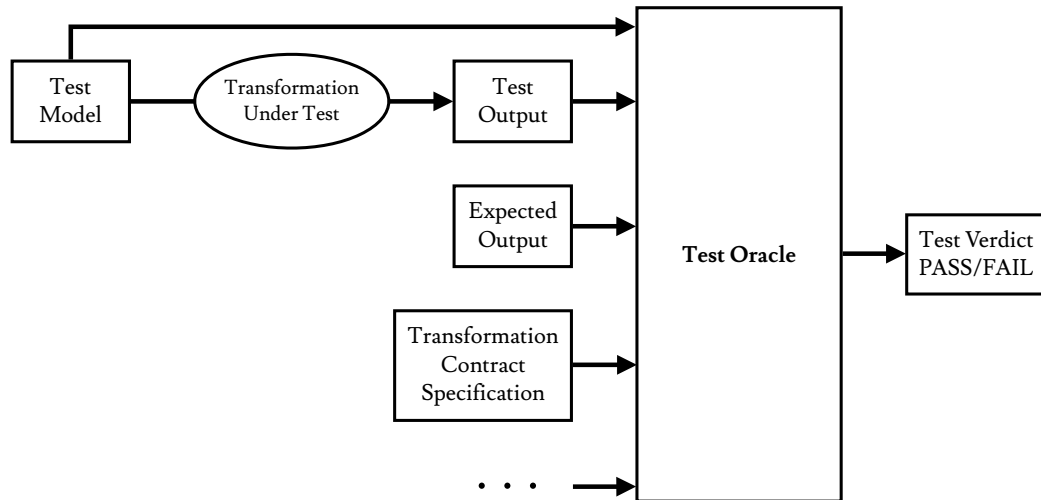 Test
Model
Transformation
Under Test
Test
Output
Expected
Output
Transformation
Contract
Specification
. . .
Test Oracle
Test Verdict
PASS/FAIL